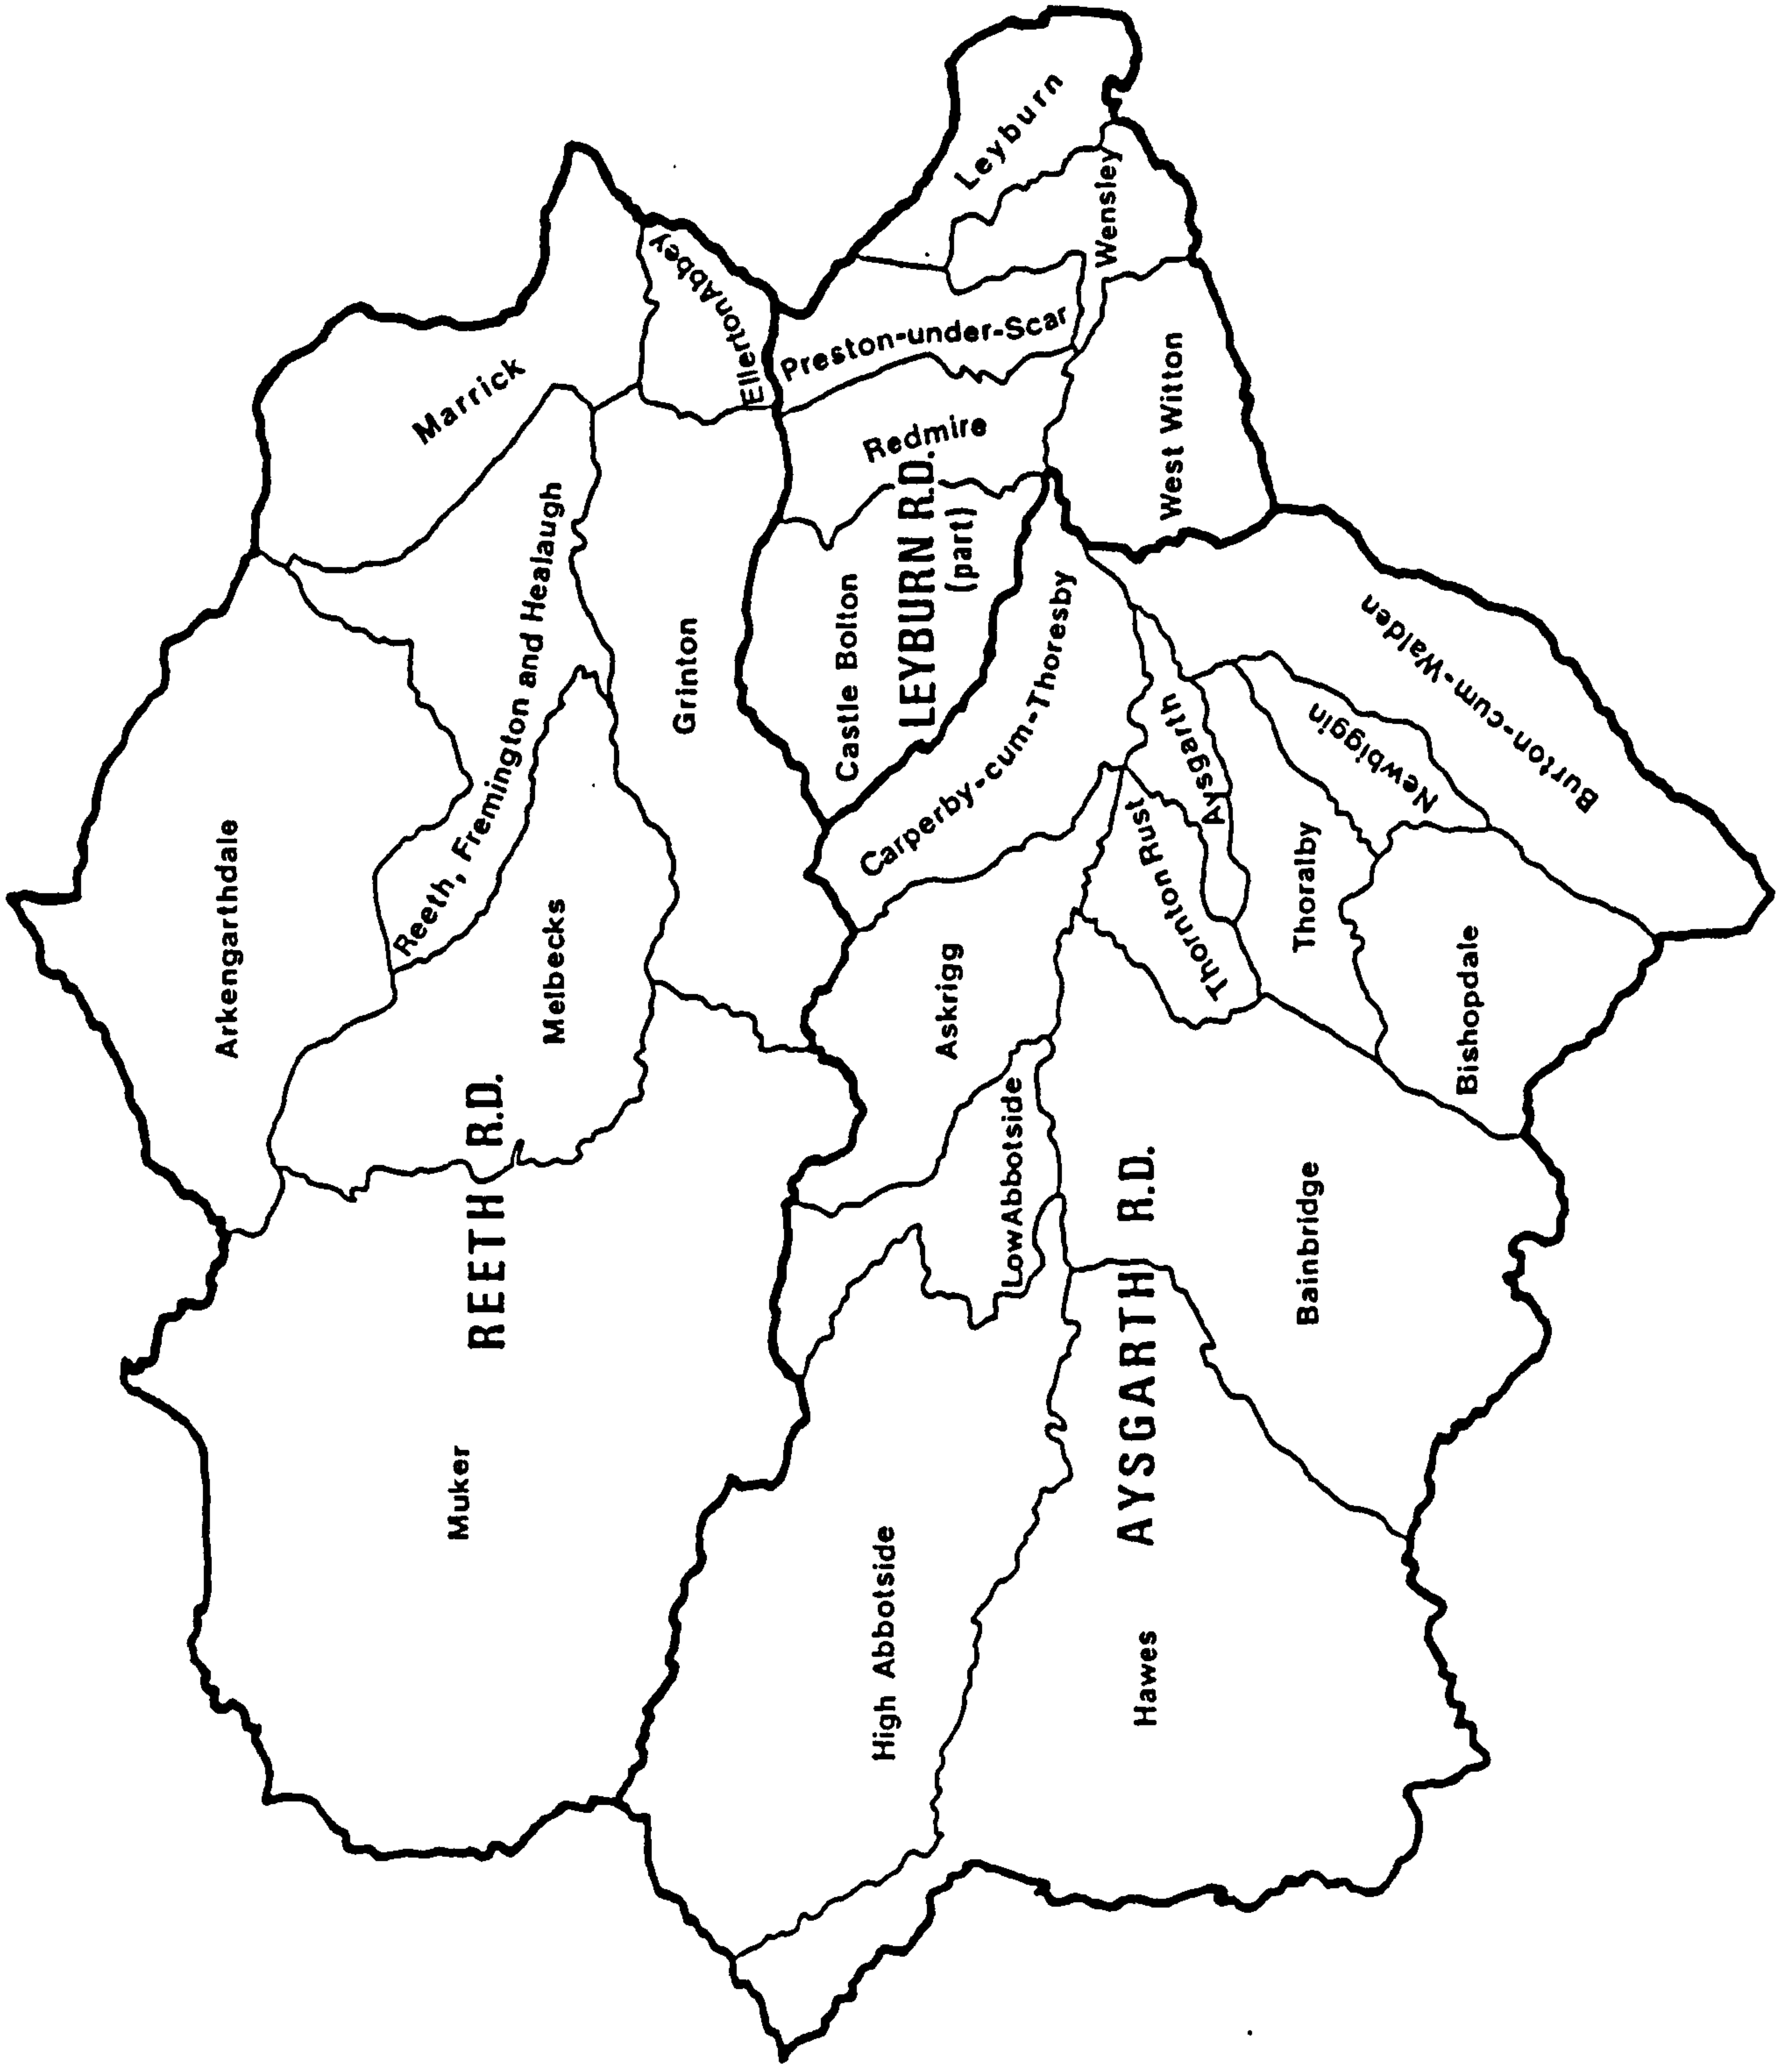 Arkengarthdale
Marrick
Reeth, Fremington and Healaugh
Ellerton Abbey
Muker
REETH R.D.
Melbecks
Grinton
Preston-under-Scar
Leyburn
Redmire
Castle Bolton
LEYBURN R.D.
(part)
Wensley
West Witton
Carperby-cum-Thoresby
Askrigg
Low Abbotside
High Abbotside
Hawes
AYSGARTH R.D.
Bainbridge
Thornton Rust
Aysgarth
Thoralby
Newbiggin
Bishopdale
Burton-cum-Walden